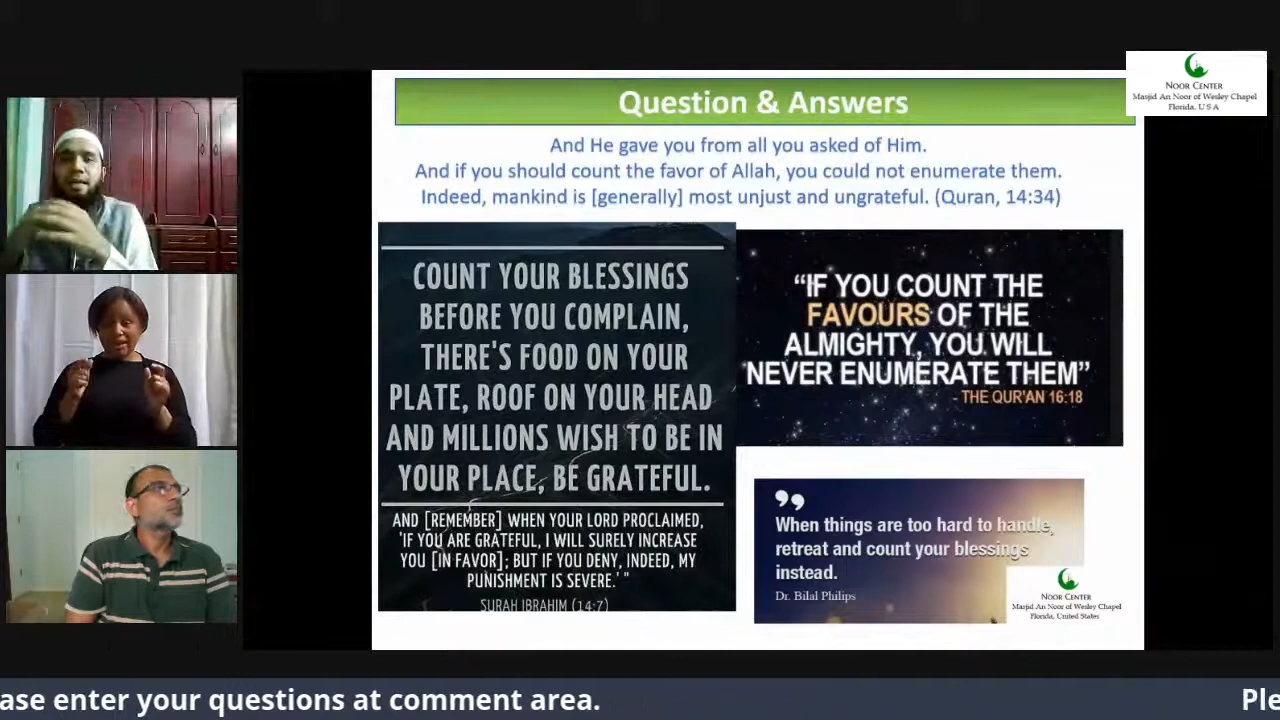 NOOR CENTER
Masjid An Noor of Wesley Chapel
Florida, U S A
Question & Answers
And He gave you from all you asked of Him.
And if you should count the favor of Allah, you could not enumerate them.
Indeed, mankind is [generally] most unjust and ungrateful. (Quran, 14:34)
COUNT YOUR BLESSINGS
BEFORE YOU COMPLAIN,
THERE'S FOOD ON YOUR
PLATE, ROOF ON YOUR HEAD
AND MILLIONS WISH TO BE IN
YOUR PLACE, BE GRATEFUL.
AND [REMEMBER] WHEN YOUR LORD PROCLAIMED,
'IF YOU ARE GRATEFUL, I WILL SURELY INCREASE
YOU [IN FAVOR]; BUT IF YOU DENY, INDEED, MY
PUNISHMENT IS SEVERE.' "
SURAH IBRAHIM (14:7)
“IF YOU COUNT THE
FAVOURS OF THE
ALMIGHTY, YOU WILL
NEVER ENUMERATE THEM”
- THE QUR'AN 16:18
”
When things are too hard to handle,
retreat and count your blessings
instead.
Dr. Bilal Philips
NOOR CENTER
Masjid An Noor of Wesley Chapel
Florida, United States
ase enter your questions at comment area.
Ple